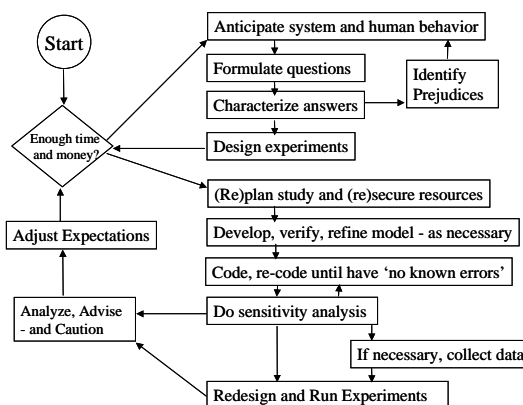 Start
Anticipate system and human behavior
Formulate questions
Identify
Prejudices
Characterize answers
Enough time
and money?
Design experiments
(Re)plan study and (re)secure resources
Adjust Expectations
Develop, verify, refine model - as necessary
Code, re-code until have ‘no known errors’
Analyze, Advise
- and Caution
Do sensitivity analysis
If necessary, collect data
Redesign and Run Experiments